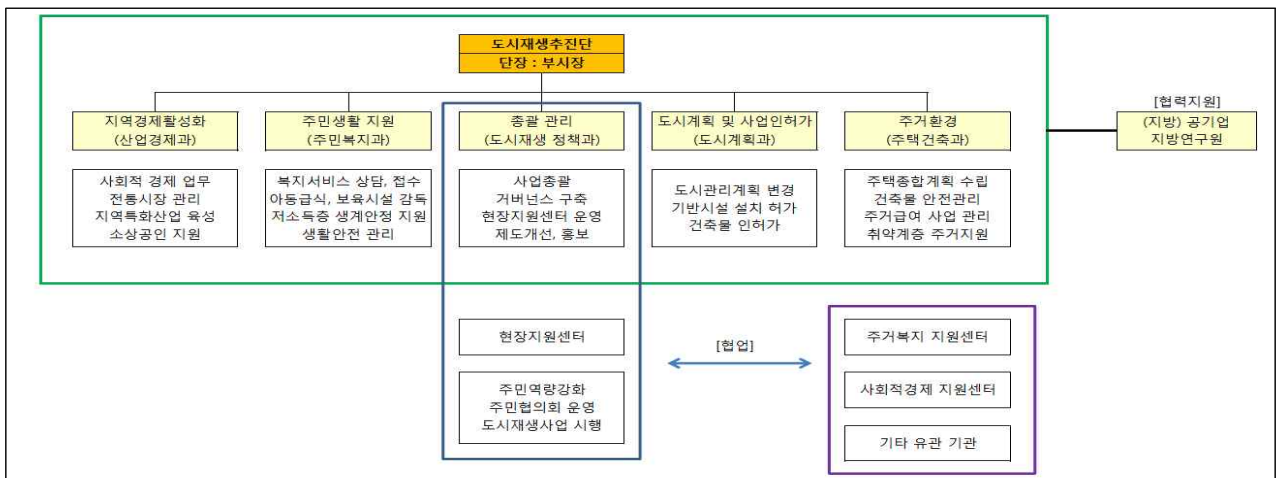 도시재생추진단
단장 : 부시장
[협력지원]
(지방) 공기업
지방연구원
지역경제활성화
(산업경제과)
사회적 경제 업무
전통시장 관리
지역특화산업 육성
소상공인 지원
주민생활 지원
(주민복지과)
복지서비스 상담, 접수
아동급식, 보육시설 감독
저소득층 생계안정 지원
생활안전 관리
총괄 관리
(도시재생 정책과)
사업총괄
거버넌스 구축
현장지원센터 운영
제도개선, 홍보
도시계획 및 사업인허가
(도시계획과)
도시관리계획 변경
기반시설 설치 허가
건축물 인허가
주거환경
(주택건축과)
주택종합계획 수립
건축물 안전관리
주거급여 사업 관리
취약계층 주거지원
현장지원센터
주민역량강화
주민협의회 운영
도시재생사업 시행
[협업]
주거복지 지원센터
사회적경제 지원센터
기타 유관 기관